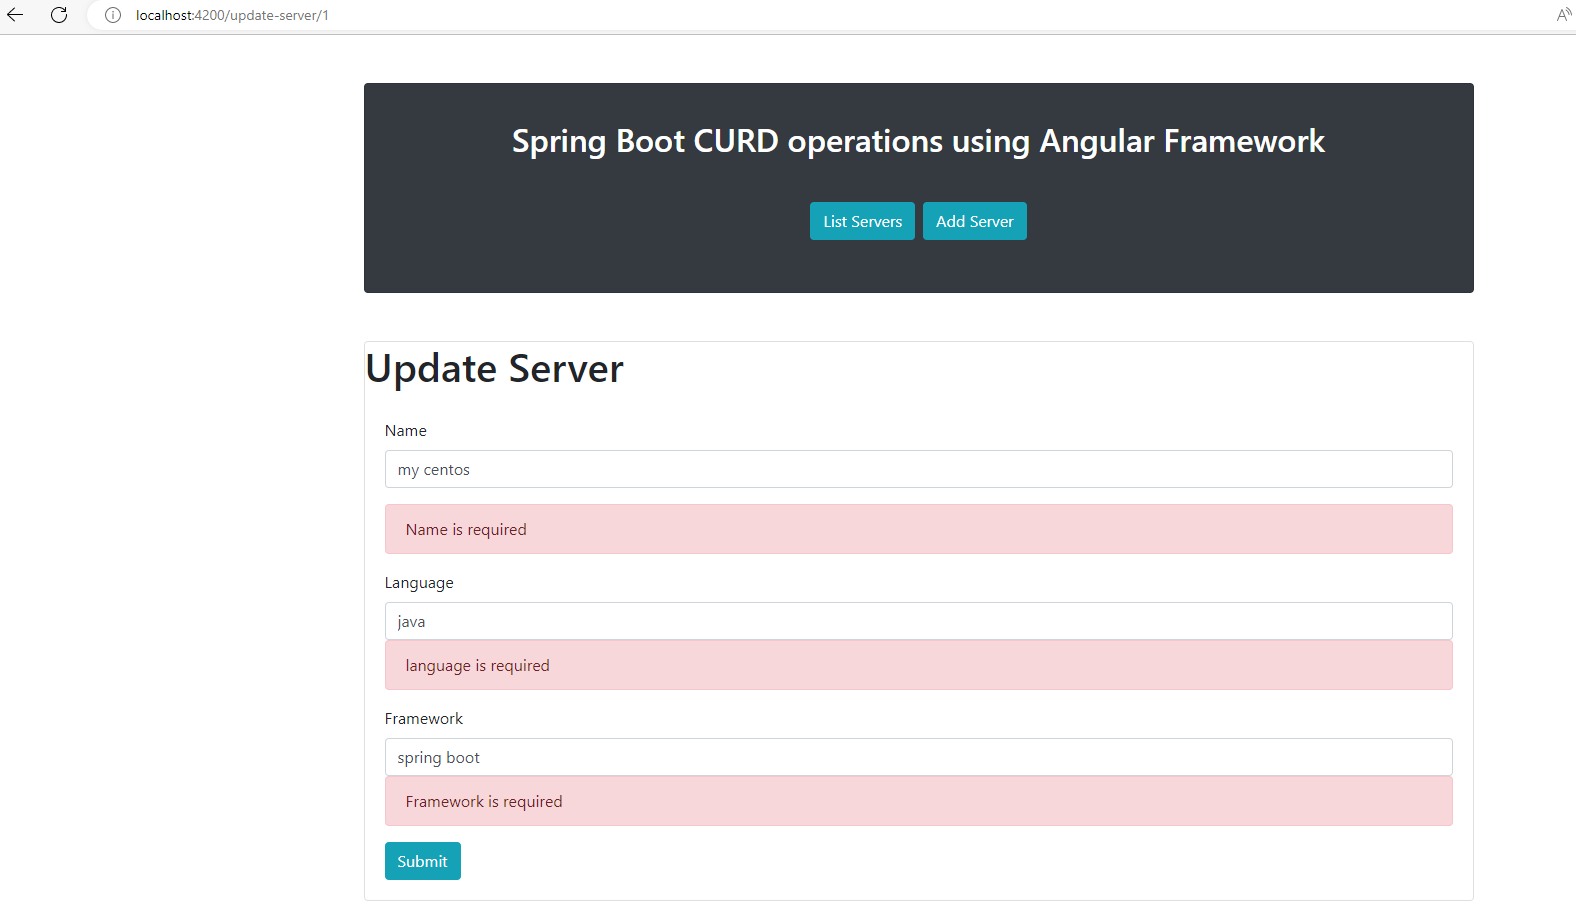 localhost:4200/update-server/1
Spring Boot CURD operations using Angular Framework
List Servers Add Server
Update Server
Name
my centos
Name is required
Language
java
language is required
Framework
spring boot
Framework is required
Submit